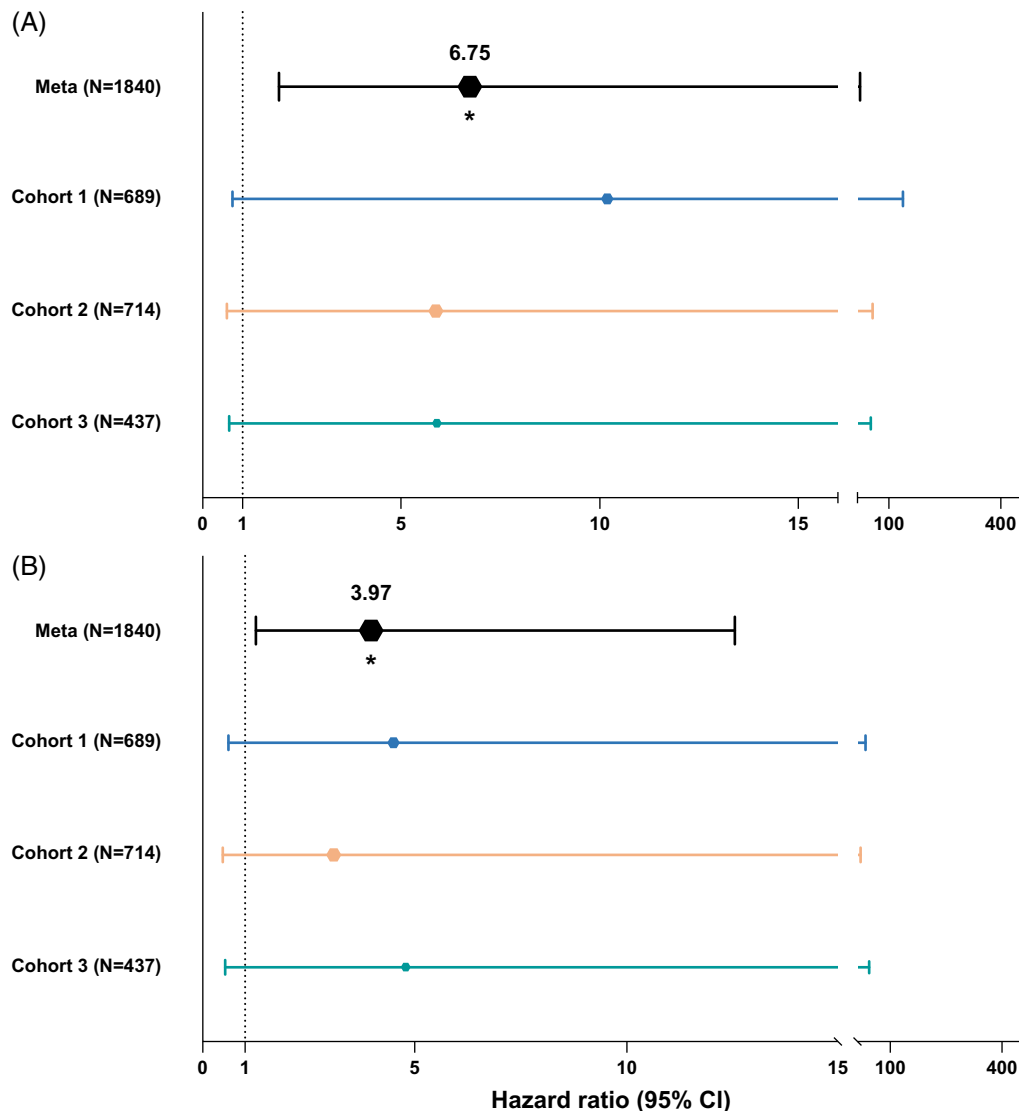 (A)
6.75
Meta (N=1840)
*
Cohort 1 (N=689)
Cohort 2 (N=714)
Cohort 3 (N=437)
0 1 5 10 15 100 400
(B)
3.97
Meta (N=1840)
*
Cohort 1 (N=689)
Cohort 2 (N=714)
Cohort 3 (N=437)
0 1 5 10 15 100 400
Hazard ratio (95% CI)